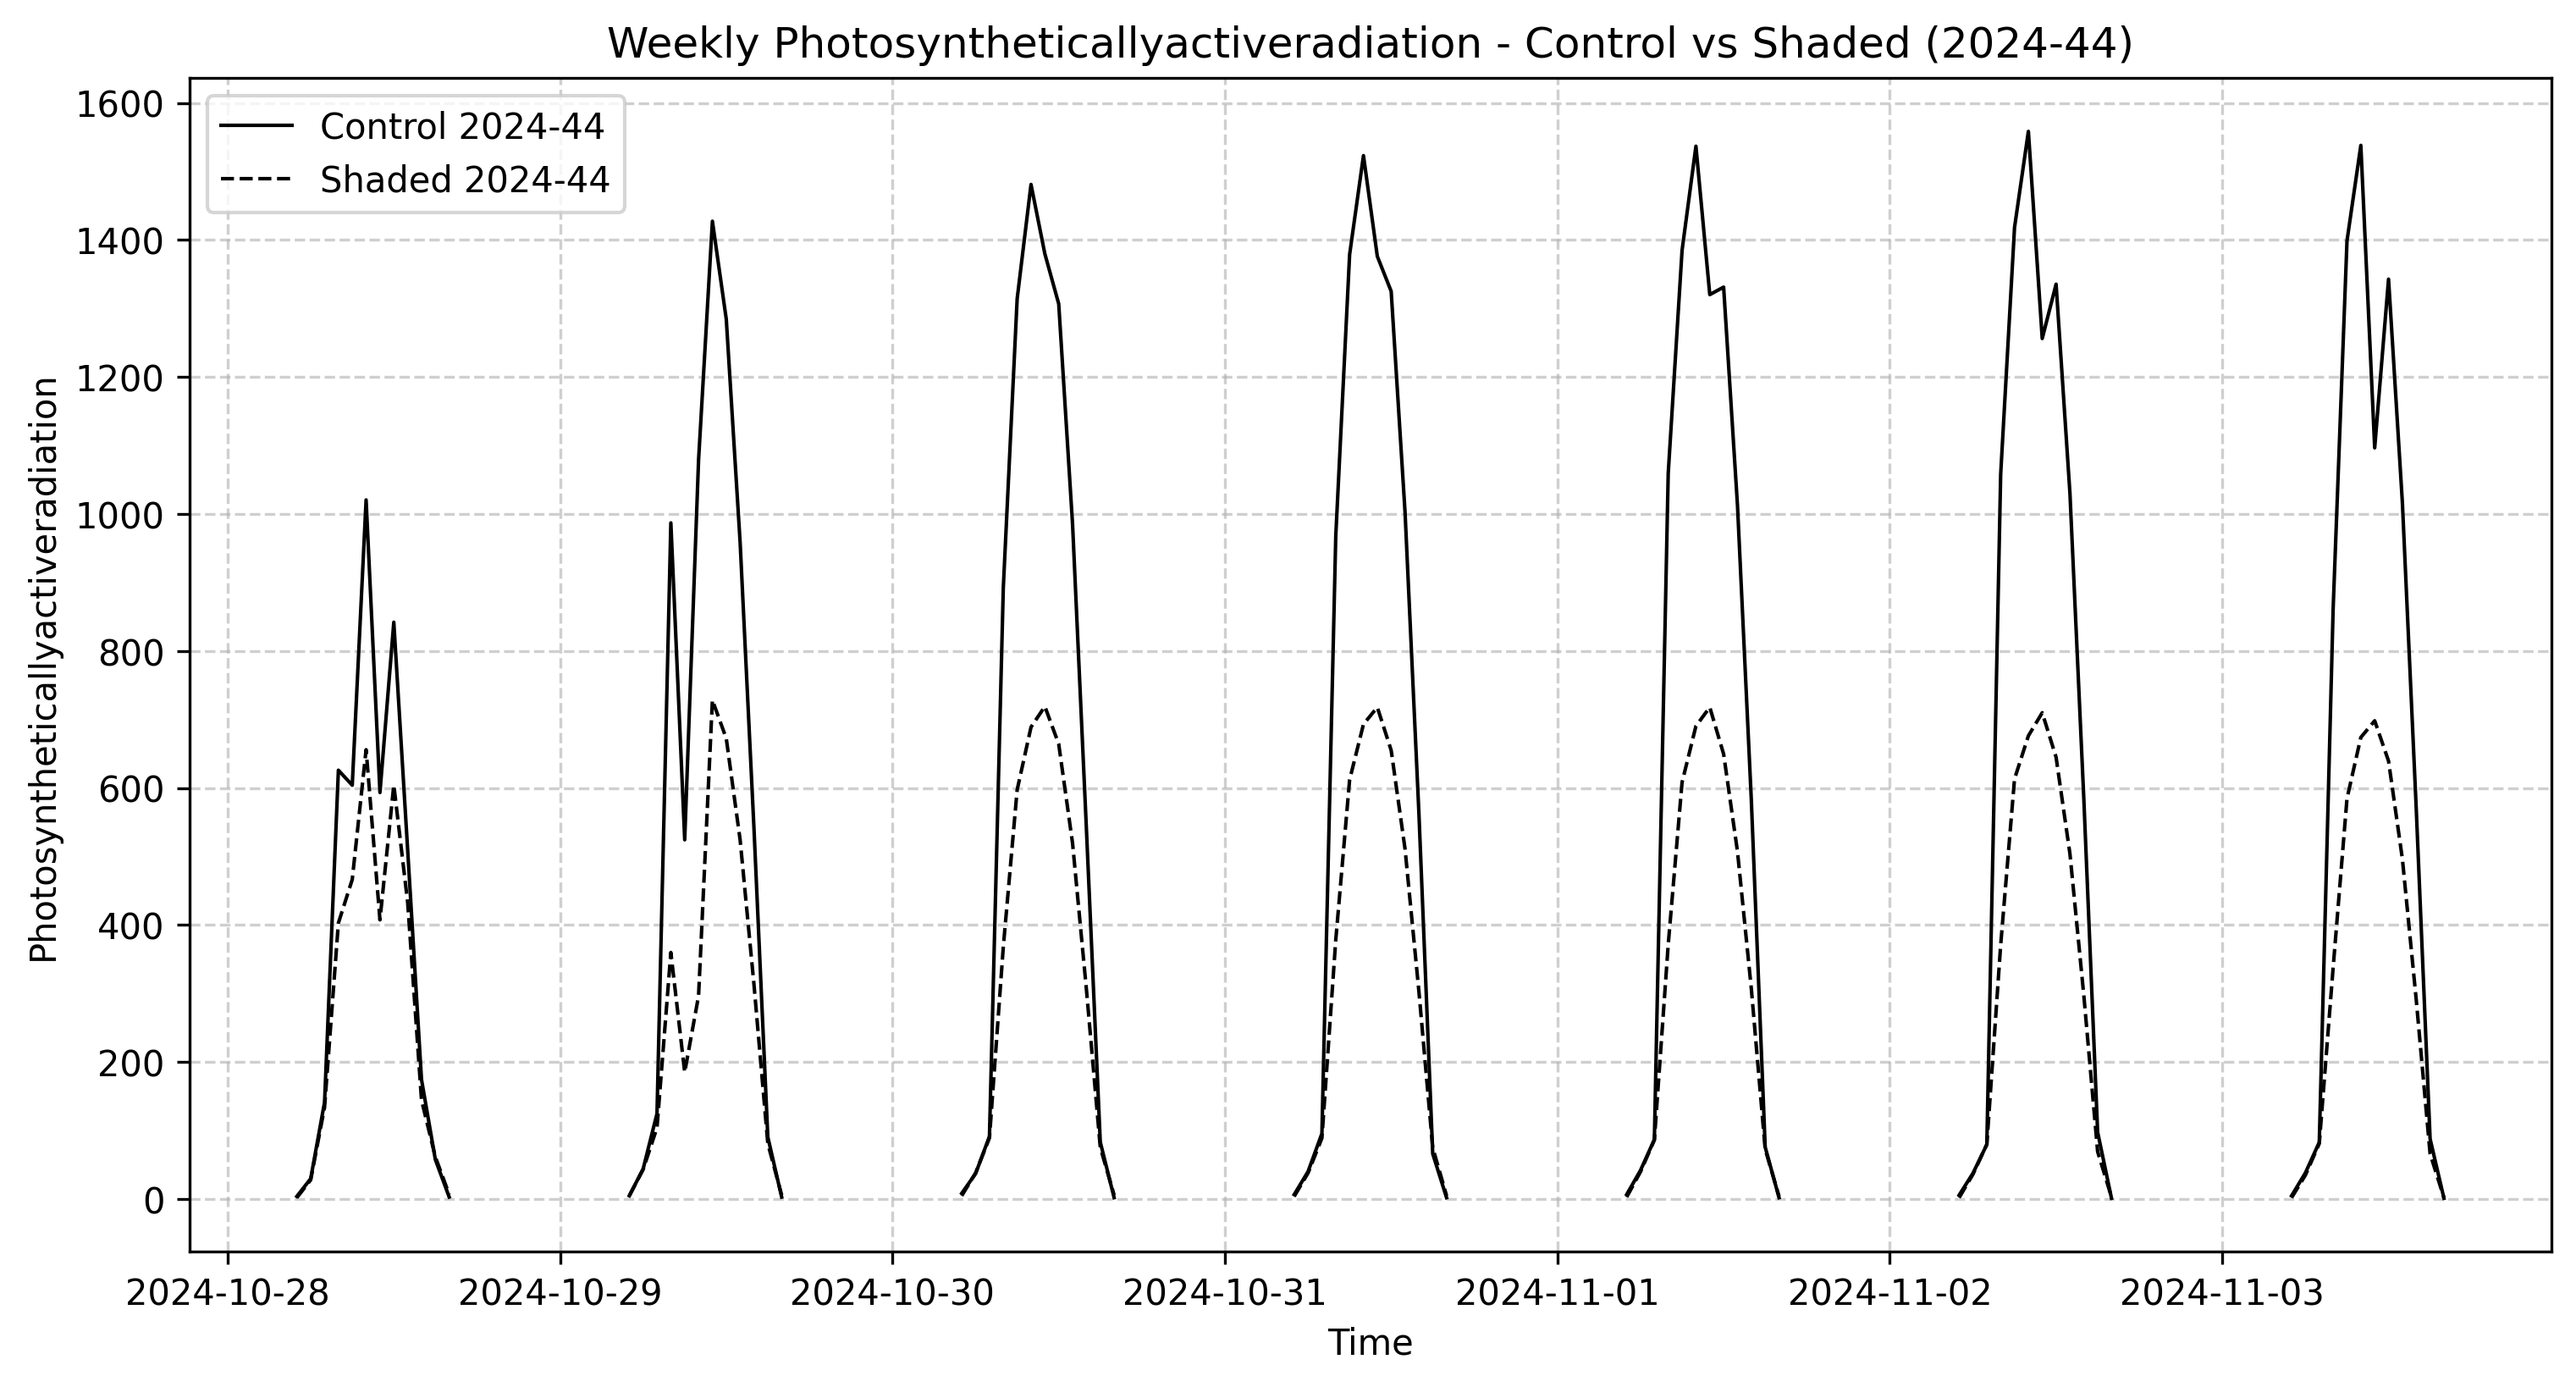 Weekly Photosyntheticallyactiveradiation - Control vs Shaded (2024-44)
Control 2024-44
Shaded 2024-44
Photosyntheticallyactiveradiation
1600
1400
1200
1000
800
600
400
200
0
2024-10-28 2024-10-29 2024-10-30 2024-10-31 2024-11-01 2024-11-02 2024-11-03
Time